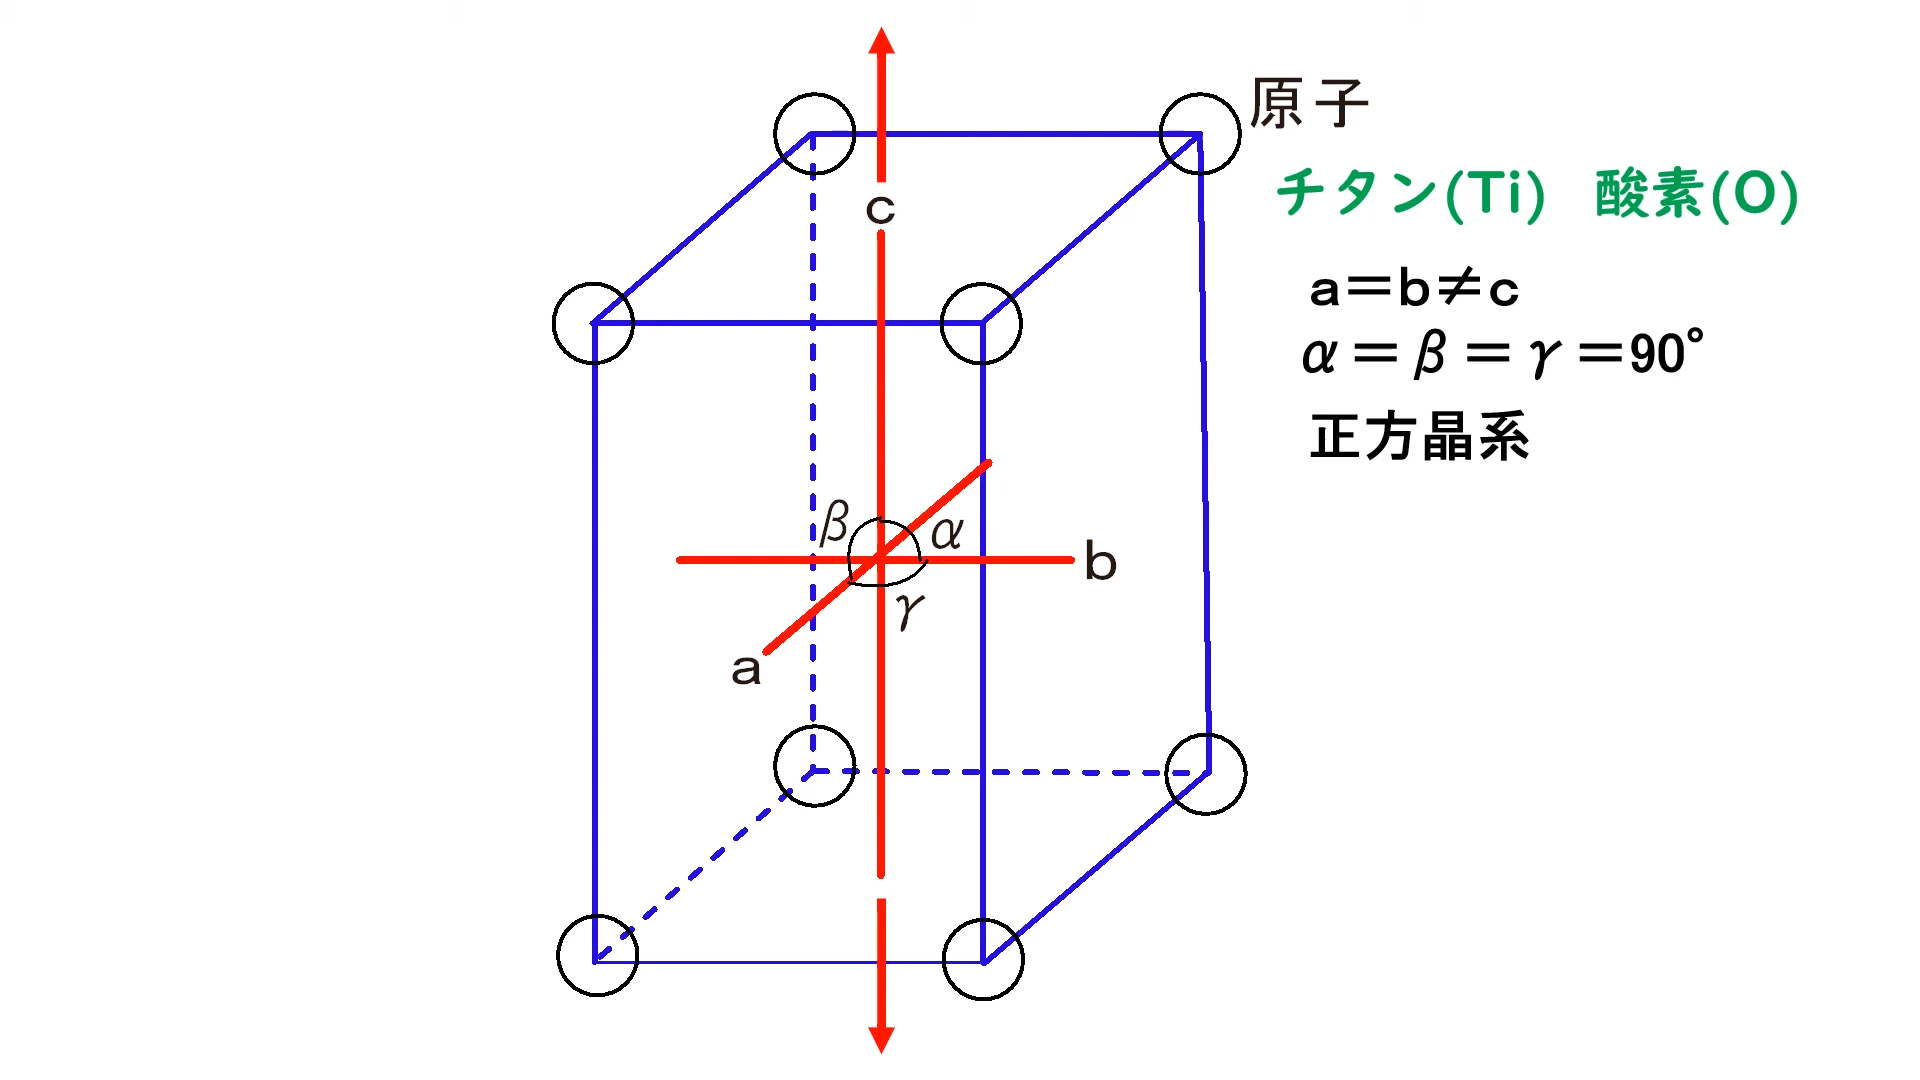 原子
c
チタン(Ti) 酸素(O)
a＝b≠c
α＝β＝γ＝90°
正方晶系
β
α
b
γ
a